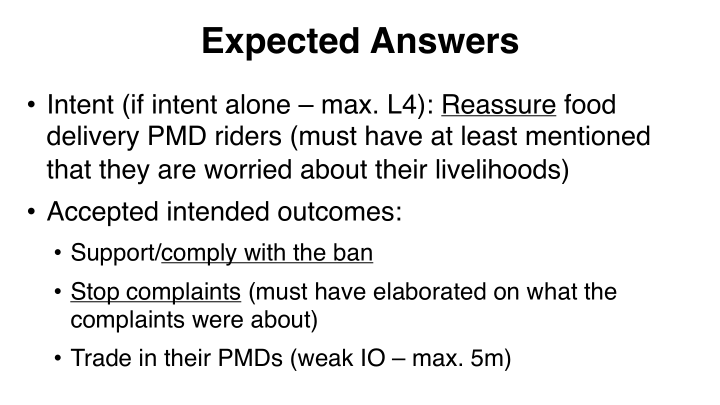 Expected Answers
• Intent (if intent alone – max. L4): Reassure food
delivery PMD riders (must have at least mentioned
that they are worried about their livelihoods)
• Accepted intended outcomes:
• Support/comply with the ban
• Stop complaints (must have elaborated on what the
complaints were about)
• Trade in their PMDs (weak IO – max. 5m)